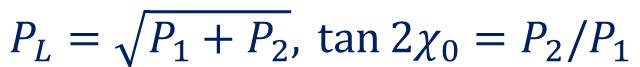 P_L = √(P_1 + P_2), tan 2χ_0 = P_2/P_1